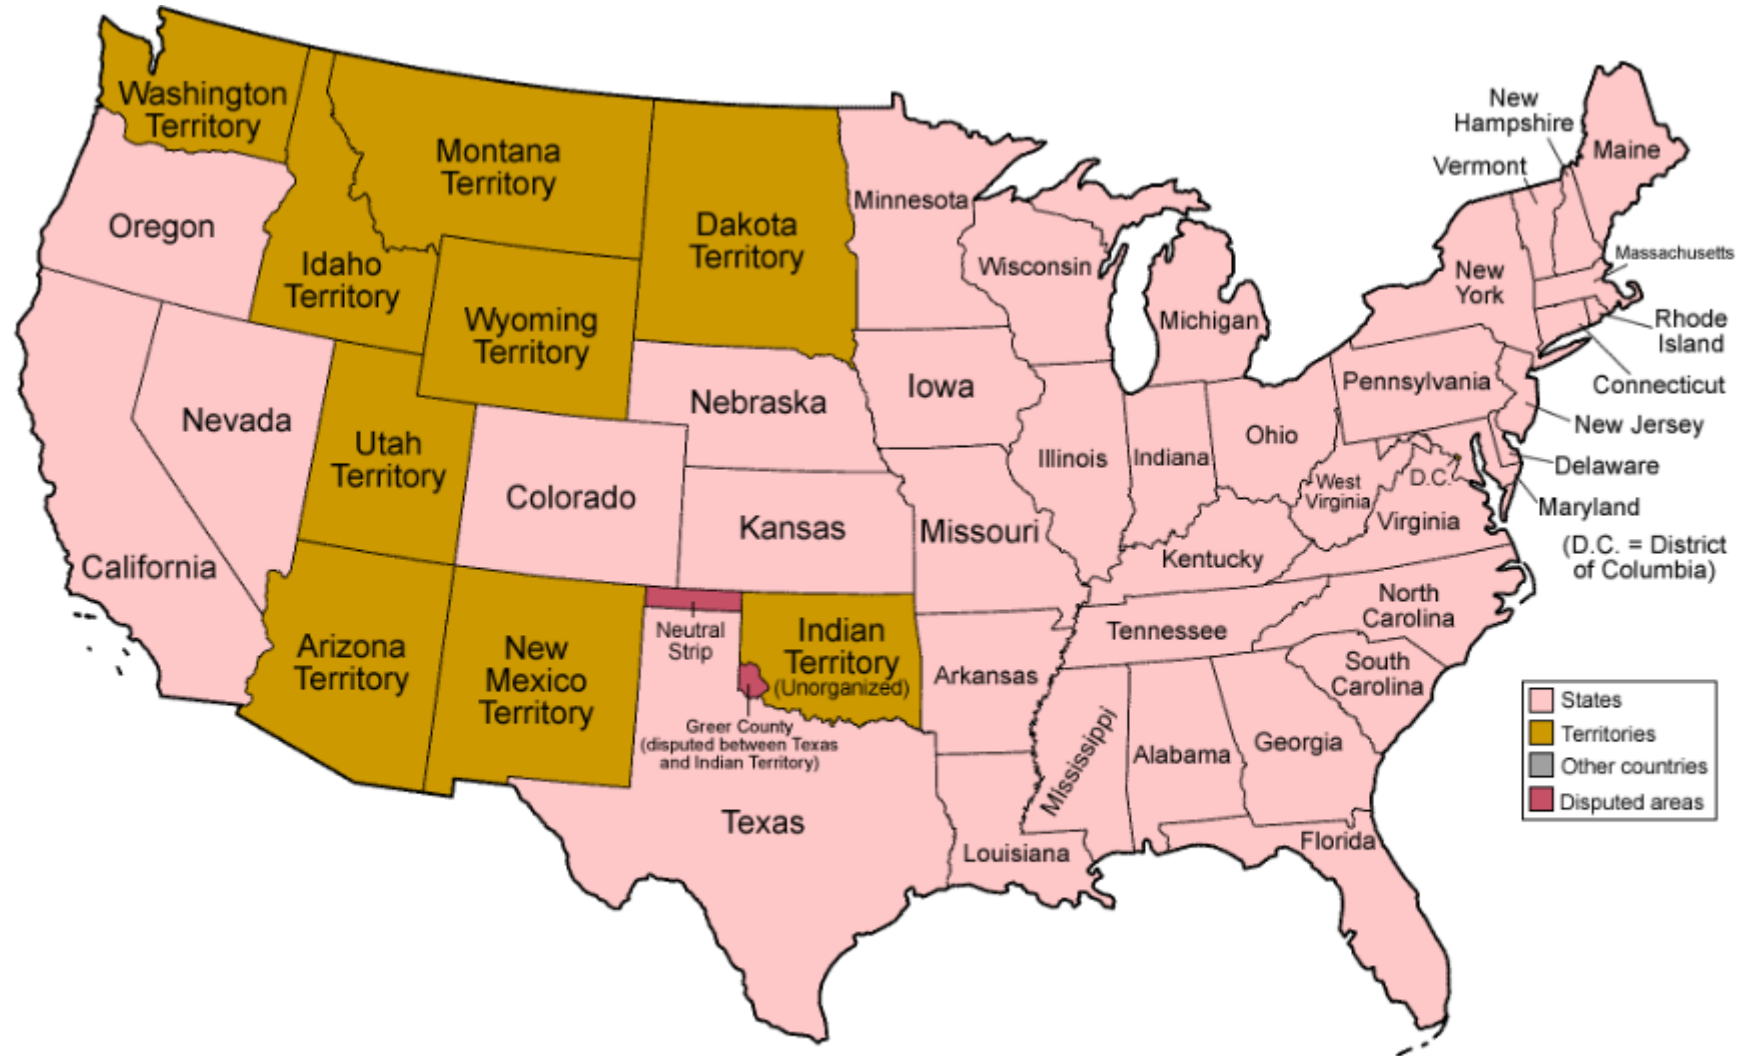 Washington
Territory
Montana
Territory
Dakota
Territory
Minnesota
Oregon
Idaho
Territory
Wyoming
Territory
Wisconsin
Michigan
New
Hampshire
Vermont
Maine
Massachusetts
New
York
Rhode
Island
Connecticut
New Jersey
Delaware
Maryland
(D.C. = District
of Columbia)
Pennsylvania
Nevada
Utah
Territory
Nebraska
Iowa
Illinois
Indiana
Ohio
West
Virginia
D.C.
Virginia
California
Colorado
Kansas
Missouri
Kentucky
North
Carolina
Tennessee
South
Carolina
Arizona
Territory
New
Mexico
Territory
Neutral
Strip
Indian
Territory
(Unorganized)
Greer County
(disputed between Texas
and Indian Territory)
Arkansas
Mississippi
Alabama
Georgia
Texas
Louisiana
Florida
States
Territories
Other countries
Disputed areas